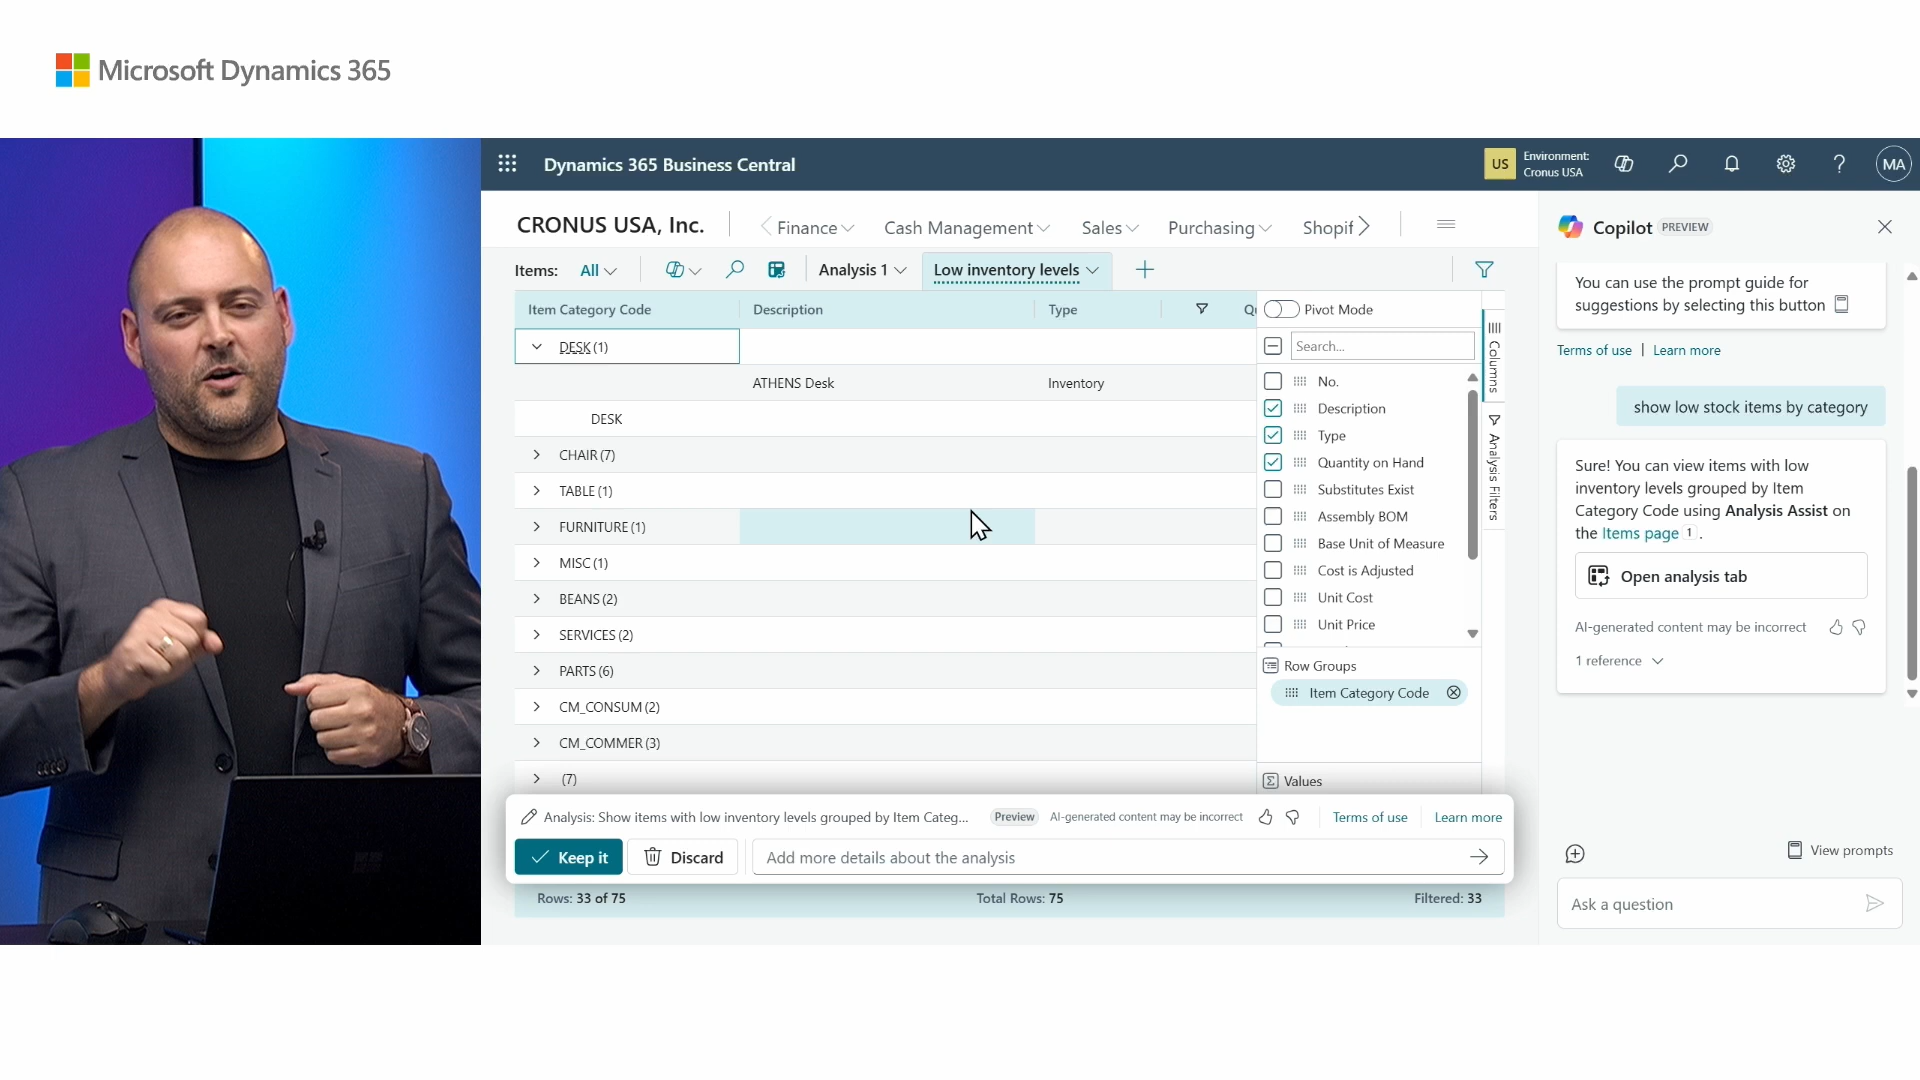 Microsoft Dynamics 365
Dynamics 365 Business Central
US
Environment:
Cronus USA
MA
CRONUS USA, Inc.
Finance
Cash Management
Sales
Purchasing
Shopif
Items:
All
Analysis 1
Low inventory levels
Item Category Code
Description
Type
Qu
DESK (1)
ATHENS Desk
Inventory
DESK
CHAIR (7)
TABLE (1)
FURNITURE (1)
MISC (1)
BEANS (2)
SERVICES (2)
PARTS (6)
CM_CONSUM (2)
CM_COMMER (3)
(7)
Pivot Mode
Search...
No.
Description
Type
Quantity on Hand
Substitutes Exist
Assembly BOM
Base Unit of Measure
Cost is Adjusted
Unit Cost
Unit Price
Row Groups
Item Category Code
Values
Columns
Analysis Filters
Analysis: Show items with low inventory levels grouped by Item Categ...
Preview
AI-generated content may be incorrect
Terms of use
Learn more
Keep it
Discard
Add more details about the analysis
Rows: 33 of 75
Total Rows: 75
Filtered: 33
Copilot PREVIEW
You can use the prompt guide for
suggestions by selecting this button
Terms of use | Learn more
show low stock items by category
Sure! You can view items with low
inventory levels grouped by Item
Category Code using Analysis Assist on
the Items page 1 .
Open analysis tab
AI-generated content may be incorrect
1 reference
View prompts
Ask a question